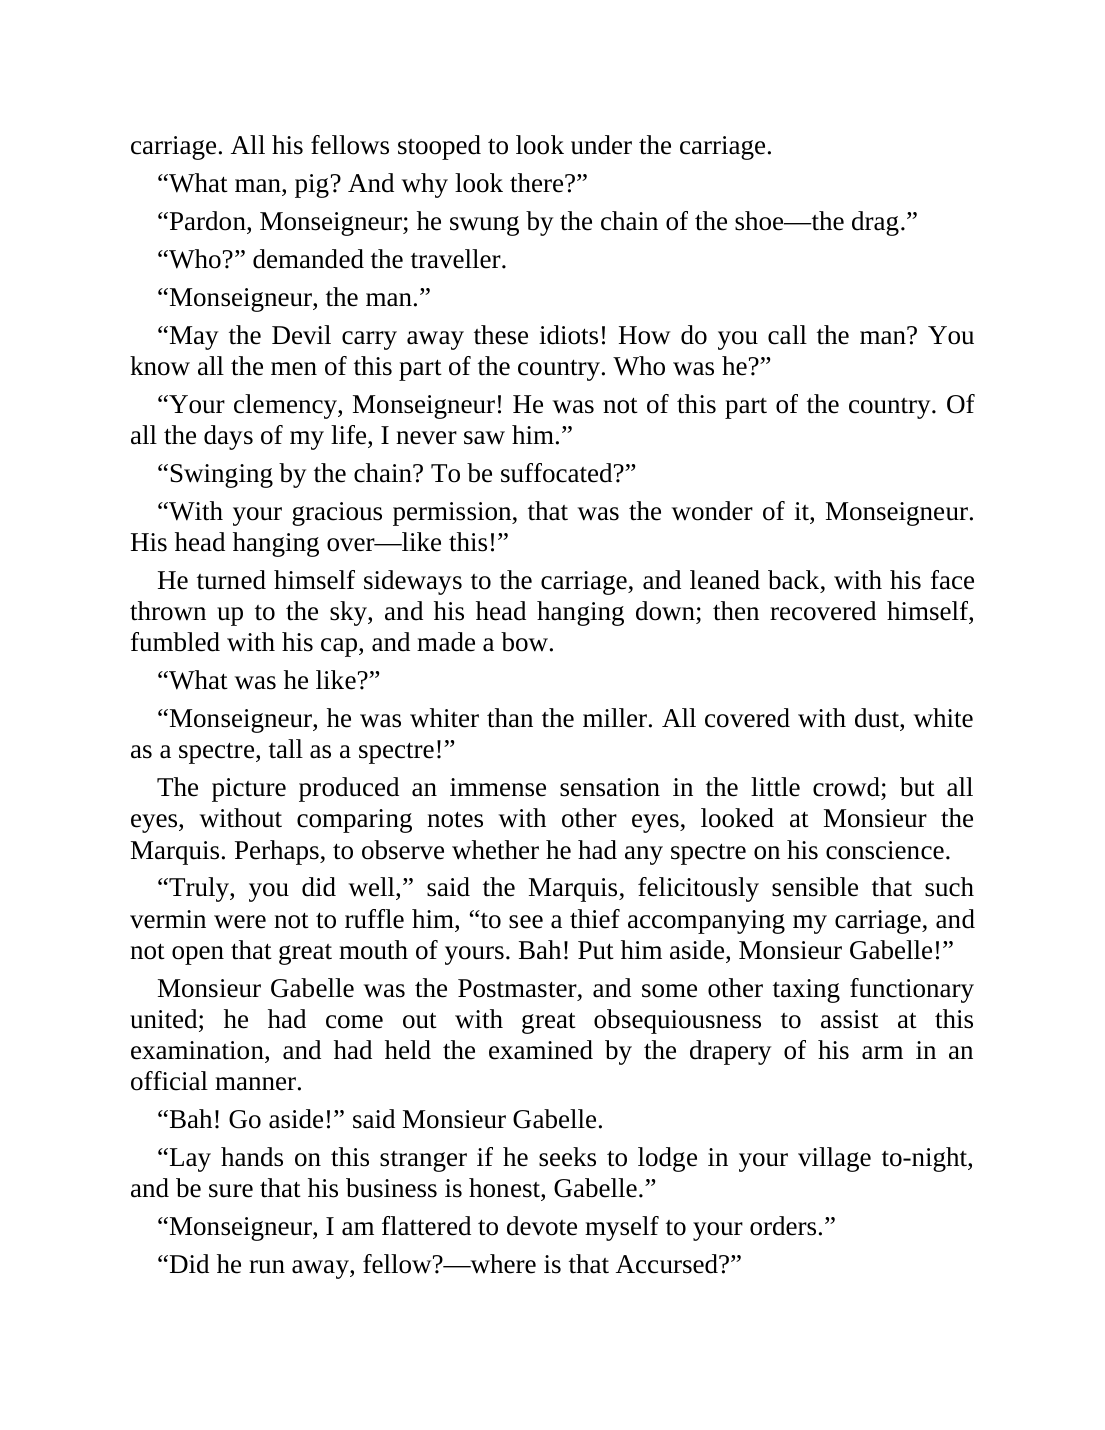 carriage. All his fellows stooped to look under the carriage.
“What man, pig? And why look there?”
“Pardon, Monseigneur; he swung by the chain of the shoe—the drag.”
“Who?” demanded the traveller.
“Monseigneur, the man.”
“May the Devil carry away these idiots! How do you call the man? You
know all the men of this part of the country. Who was he?”
“Your clemency, Monseigneur! He was not of this part of the country. Of
all the days of my life, I never saw him.”
“Swinging by the chain? To be suffocated?”
“With your gracious permission, that was the wonder of it, Monseigneur.
His head hanging over—like this!”
He turned himself sideways to the carriage, and leaned back, with his face
thrown up to the sky, and his head hanging down; then recovered himself,
fumbled with his cap, and made a bow.
“What was he like?”
“Monseigneur, he was whiter than the miller. All covered with dust, white
as a spectre, tall as a spectre!”
The picture produced an immense sensation in the little crowd; but all
eyes, without comparing notes with other eyes, looked at Monsieur the
Marquis. Perhaps, to observe whether he had any spectre on his conscience.
“Truly, you did well,” said the Marquis, felicitously sensible that such
vermin were not to ruffle him, “to see a thief accompanying my carriage, and
not open that great mouth of yours. Bah! Put him aside, Monsieur Gabelle!”
Monsieur Gabelle was the Postmaster, and some other taxing functionary
united; he had come out with great obsequiousness to assist at this
examination, and had held the examined by the drapery of his arm in an
official manner.
“Bah! Go aside!” said Monsieur Gabelle.
“Lay hands on this stranger if he seeks to lodge in your village to-night,
and be sure that his business is honest, Gabelle.”
“Monseigneur, I am flattered to devote myself to your orders.”
“Did he run away, fellow?—where is that Accursed?”